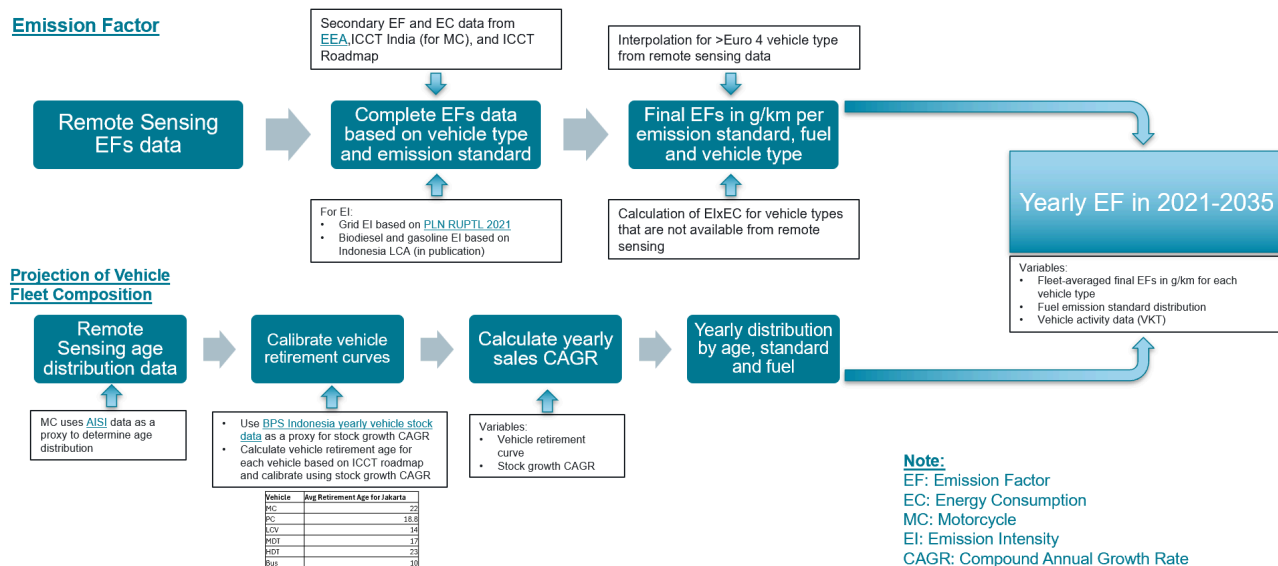 Emission Factor
Secondary EF and EC data from
EEA,ICCT India (for MC), and ICCT
Roadmap
Interpolation for >Euro 4 vehicle type
from remote sensing data
Remote Sensing
EFs data
Complete EFs data
based on vehicle type
and emission standard
Final EFs in g/km per
emission standard, fuel
and vehicle type
Yearly EF in 2021-2035
For EI:
• Grid EI based on PLN RUPTL 2021
• Biodiesel and gasoline EI based on
Indonesia LCA (in publication)
Calculation of EIxEC for vehicle types
that are not available from remote
sensing
Variables:
• Fleet-averaged final EFs in g/km for each
vehicle type
• Fuel emission standard distribution
• Vehicle activity data (VKT)
Projection of Vehicle
Fleet Composition
Remote
Sensing age
distribution data
Calibrate vehicle
retirement curves
Calculate yearly
sales CAGR
Yearly distribution
by age, standard
and fuel
MC uses AISI data as a
proxy to determine age
distribution
• Use BPS Indonesia yearly vehicle stock
data as a proxy for stock growth CAGR
• Calculate vehicle retirement age for
each vehicle based on ICCT roadmap
and calibrate using stock growth CAGR
Variables:
• Vehicle retirement
curve
• Stock growth CAGR
Vehicle Avg Retirement Age for Jakarta
MC 22
PC 18.8
LCV 14
MDT 17
HDT 23
Bus 10
Note:
EF: Emission Factor
EC: Energy Consumption
MC: Motorcycle
EI: Emission Intensity
CAGR: Compound Annual Growth Rate